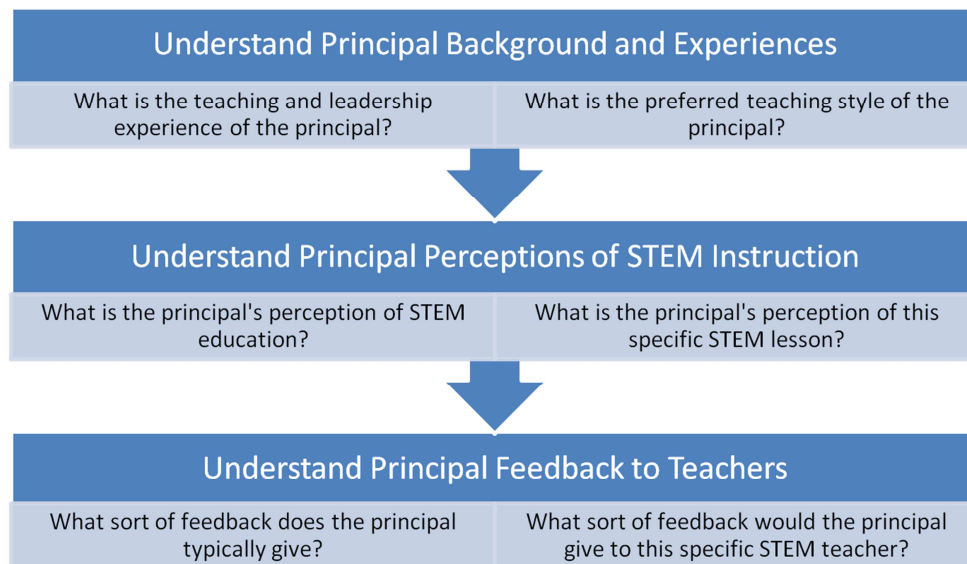 Understand Principal Background and Experiences
What is the teaching and leadership
experience of the principal?
What is the preferred teaching style of the
principal?
Understand Principal Perceptions of STEM Instruction
What is the principal's perception of STEM
education?
What is the principal's perception of this
specific STEM lesson?
Understand Principal Feedback to Teachers
What sort of feedback does the principal
typically give?
What sort of feedback would the principal
give to this specific STEM teacher?